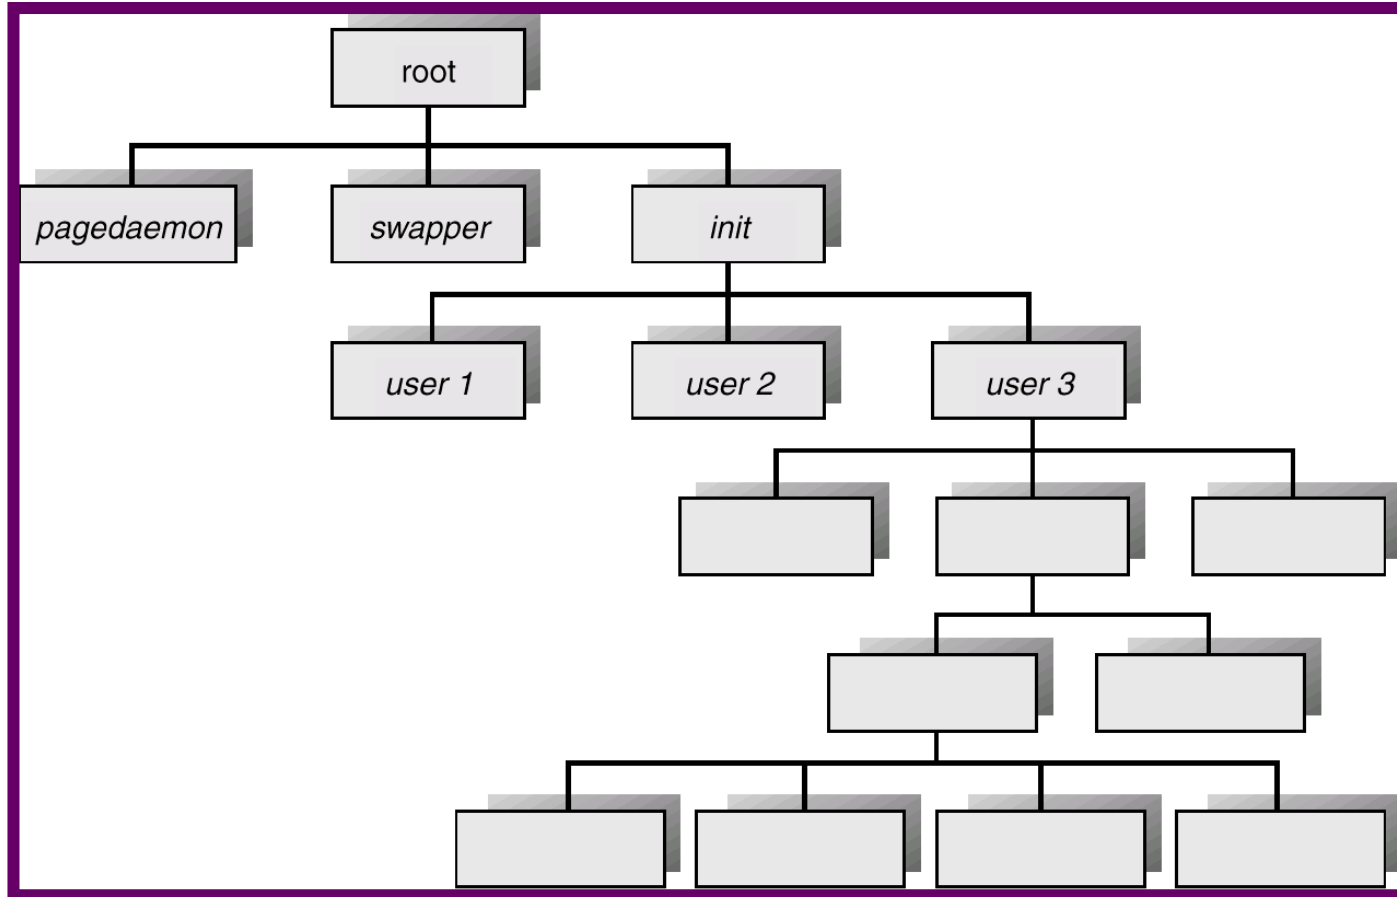 root
pagedaemon
swapper
init
user 1
user 2
user 3